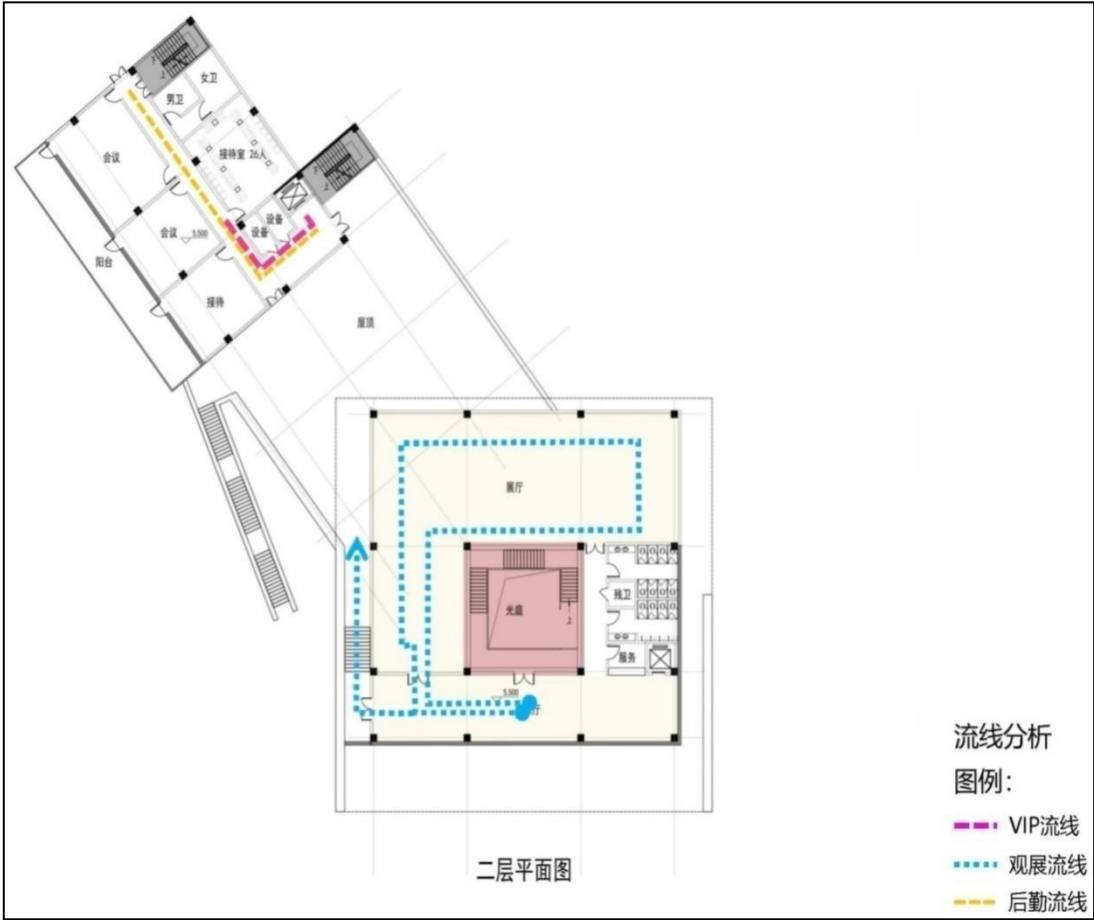 上
女卫
男卫
接待室 26人
会议
上
设备
设备
会议
5.500
阳台
接待
屋顶
展厅
残卫
光庭
上
服务
5.500
厅
流线分析
图例：
VIP流线
观展流线
后勤流线
二层平面图